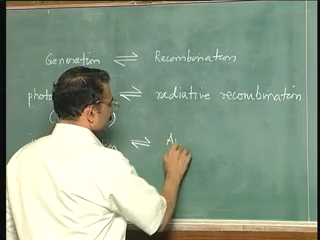 Generation ⇌ Recombination
photo ⇌ radiative recombination
⇌ A